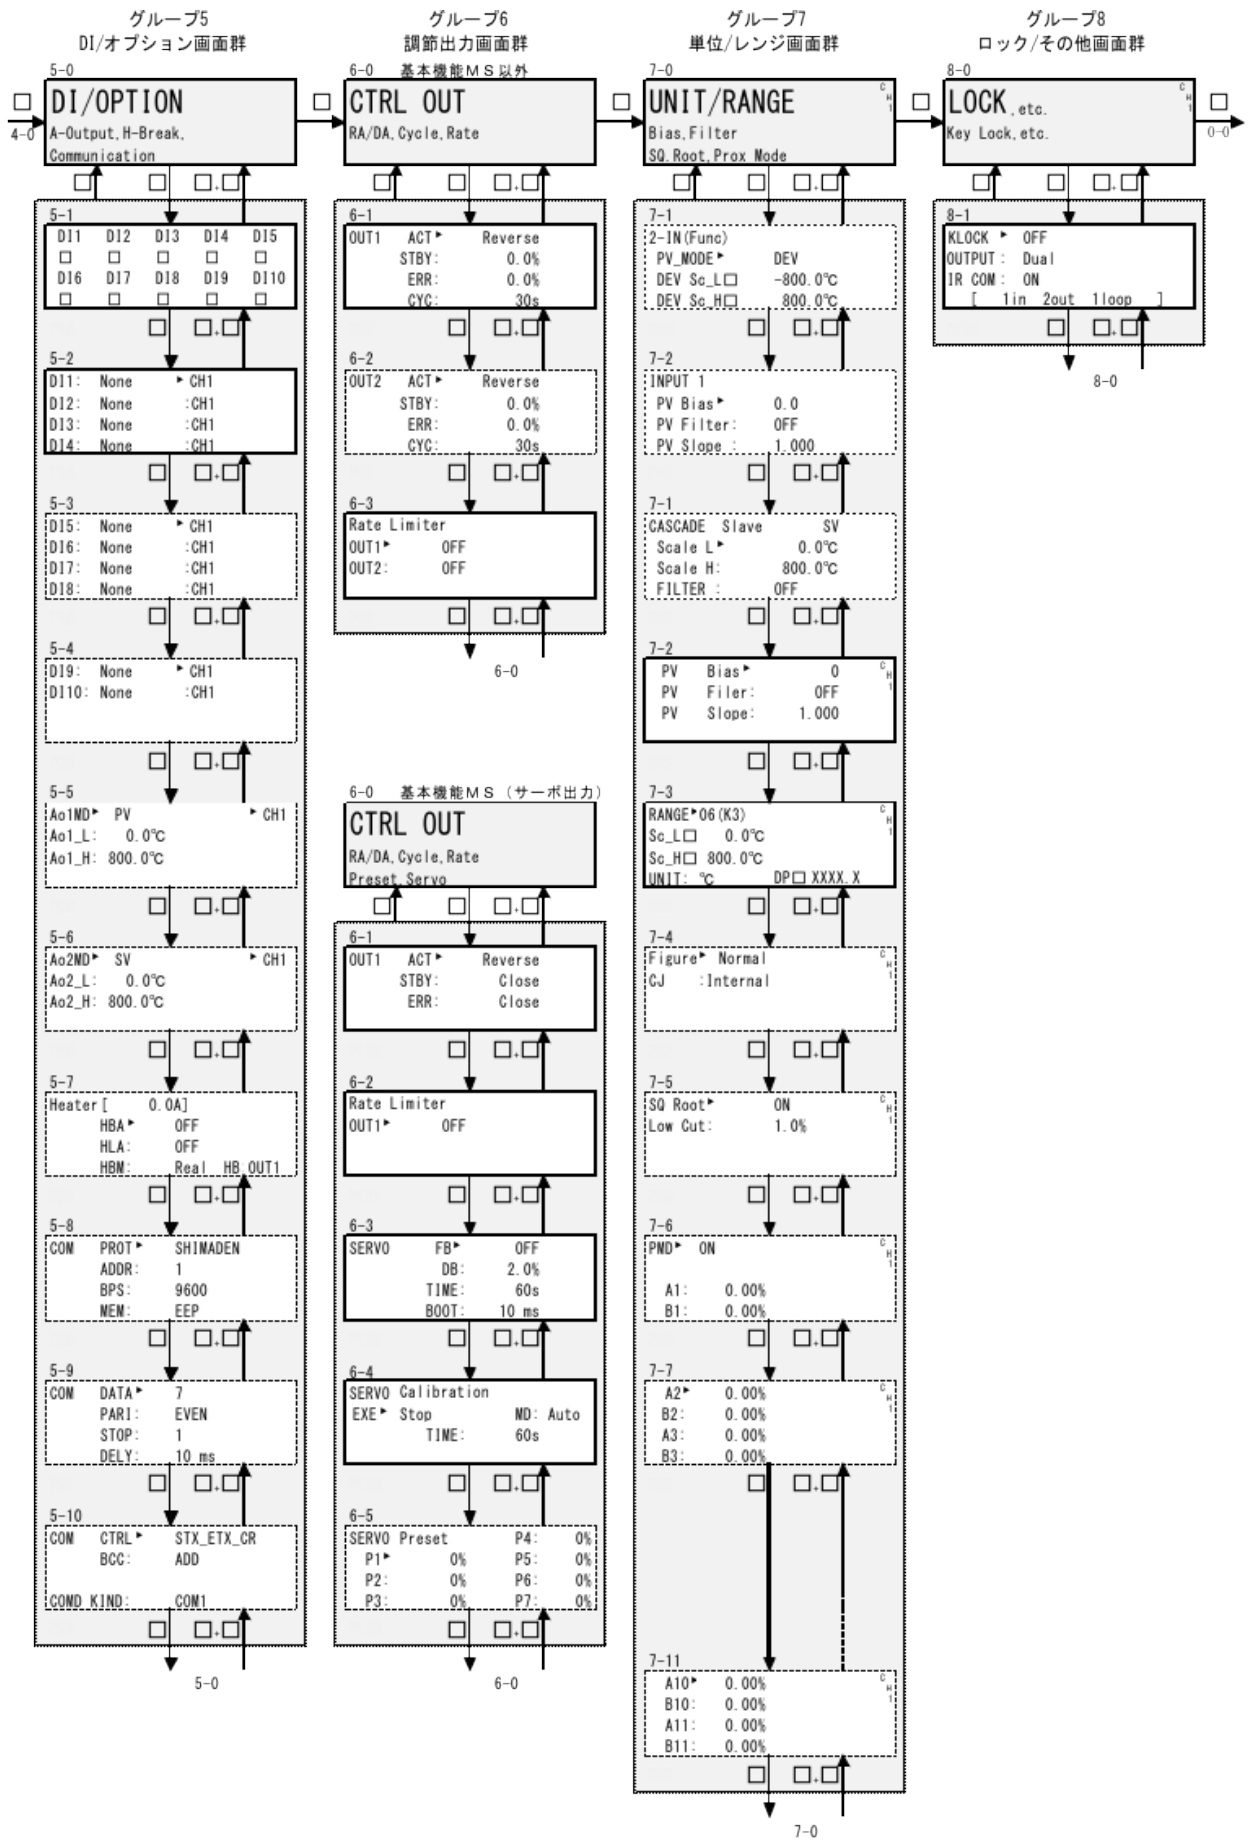 グループ5
DI/オプション画面群
5-0
DI/OPTION
A-Output,H-Break,
Communication
4-0
5-1
DI1 DI2 DI3 DI4 DI5
□ □ □ □ □
DI6 DI7 DI8 DI9 DI10
□ □ □ □ □
5-2
DI1: None ▸CH1
DI2: None :CH1
DI3: None :CH1
DI4: None :CH1
5-3
DI5: None ▸CH1
DI6: None :CH1
DI7: None :CH1
DI8: None :CH1
5-4
DI9: None ▸CH1
DI10: None :CH1
5-5
Ao1MD▸ PV ▸CH1
Ao1_L: 0.0℃
Ao1_H: 800.0℃
5-6
Ao2MD▸ SV ▸CH1
Ao2_L: 0.0℃
Ao2_H: 800.0℃
5-7
Heater[ 0.0A]
HBA▸ OFF
HLA: OFF
HBM: Real HB OUT1
5-8
COM PROT▸ SHIMADEN
ADDR: 1
BPS: 9600
MEM: EEP
5-9
COM DATA▸ 7
PARI: EVEN
STOP: 1
DELY: 10 ms
5-10
COM CTRL▸ STX_ETX_CR
BCC: ADD
COMD KIND: COM1
5-0
グループ6
調節出力画面群
6-0 基本機能MS以外
CTRL OUT
RA/DA,Cycle,Rate
6-1
OUT1 ACT▸ Reverse
STBY: 0.0%
ERR: 0.0%
CYC: 30s
6-2
OUT2 ACT▸ Reverse
STBY: 0.0%
ERR: 0.0%
CYC: 30s
6-3
Rate Limiter
OUT1▸ OFF
OUT2: OFF
6-0
6-0 基本機能MS(サーボ出力)
CTRL OUT
RA/DA,Cycle,Rate
Preset,Servo
6-1
OUT1 ACT▸ Reverse
STBY: Close
ERR: Close
6-2
Rate Limiter
OUT1▸ OFF
6-3
SERVO FB▸ OFF
DB: 2.0%
TIME: 60s
BOOT: 10 ms
6-4
SERVO Calibration
EXE▸ Stop MD: Auto
TIME: 60s
6-5
SERVO Preset P4: 0%
P1▸ 0% P5: 0%
P2: 0% P6: 0%
P3: 0% P7: 0%
6-0
グループ7
単位/レンジ画面群
7-0
UNIT/RANGE CH1
Bias,Filter
SQ.Root,Prox Mode
7-1
2-IN(Func)
PV_MODE▸ DEV
DEV Sc_L□ -800.0℃
DEV Sc_H□ 800.0℃
7-2
INPUT 1
PV Bias▸ 0.0
PV Filter: OFF
PV Slope : 1.000
7-1
CASCADE Slave SV
Scale L▸ 0.0℃
Scale H: 800.0℃
FILTER : OFF
7-2
PV Bias▸ 0 CH1
PV Filer: OFF
PV Slope: 1.000
7-3
RANGE▸06(K3) CH1
Sc_L□ 0.0℃
Sc_H□ 800.0℃
UNIT: ℃ DP□ XXXX.X
7-4
Figure▸ Normal CH1
CJ :Internal
7-5
SQ Root▸ ON CH1
Low Cut: 1.0%
7-6
PMD▸ ON CH1
A1: 0.00%
B1: 0.00%
7-7
A2▸ 0.00% CH1
B2: 0.00%
A3: 0.00%
B3: 0.00%
7-11
A10▸ 0.00% CH1
B10: 0.00%
A11: 0.00%
B11: 0.00%
7-0
グループ8
ロック/その他画面群
8-0
LOCK,etc. CH1
Key Lock,etc.
0-0
8-1
KLOCK ▸ OFF
OUTPUT : Dual
IR COM : ON
[ 1in 2out 1loop ]
8-0